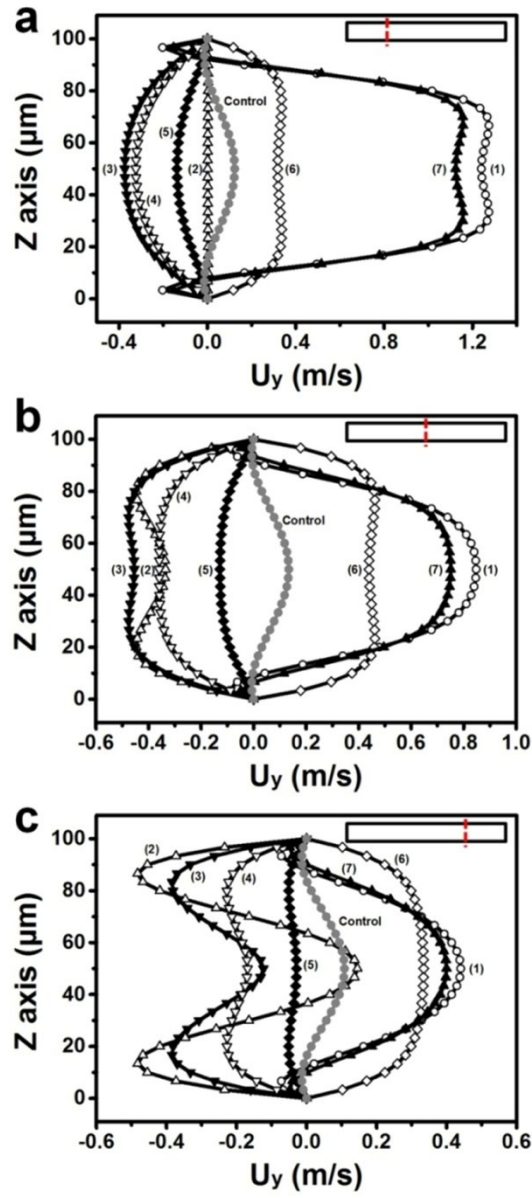 a
100
80
60
40
20
0
Z axis (μm)
Control
(5)
(3)
(2)
(6)
(7)
(1)
(4)
-0.4 0.0 0.4 0.8 1.2
Uy (m/s)
b
100
80
60
40
20
0
Z axis (μm)
(4)
Control
(3)
(2)
(5)
(6)
(7)
(1)
-0.6 -0.4 -0.2 0.0 0.2 0.4 0.6 0.8 1.0
Uy (m/s)
c
100
80
60
40
20
0
Z axis (μm)
(2)
(6)
(3)
(4)
(7)
Control
(5)
(1)
-0.6 -0.4 -0.2 0.0 0.2 0.4 0.6
Uy (m/s)